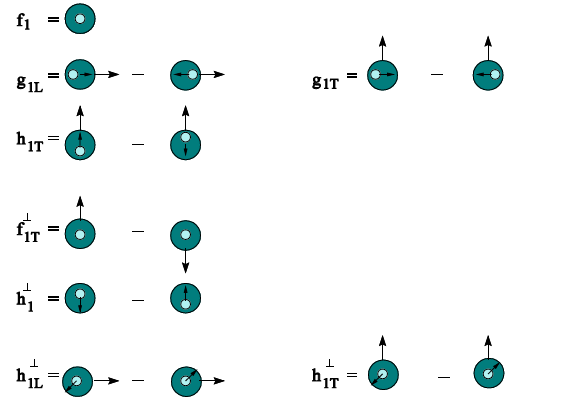 f₁ =
g₁L = − g₁T = −
h₁T = −
f⊥₁T = −
h⊥₁ = −
h⊥₁L = − h⊥₁T = −